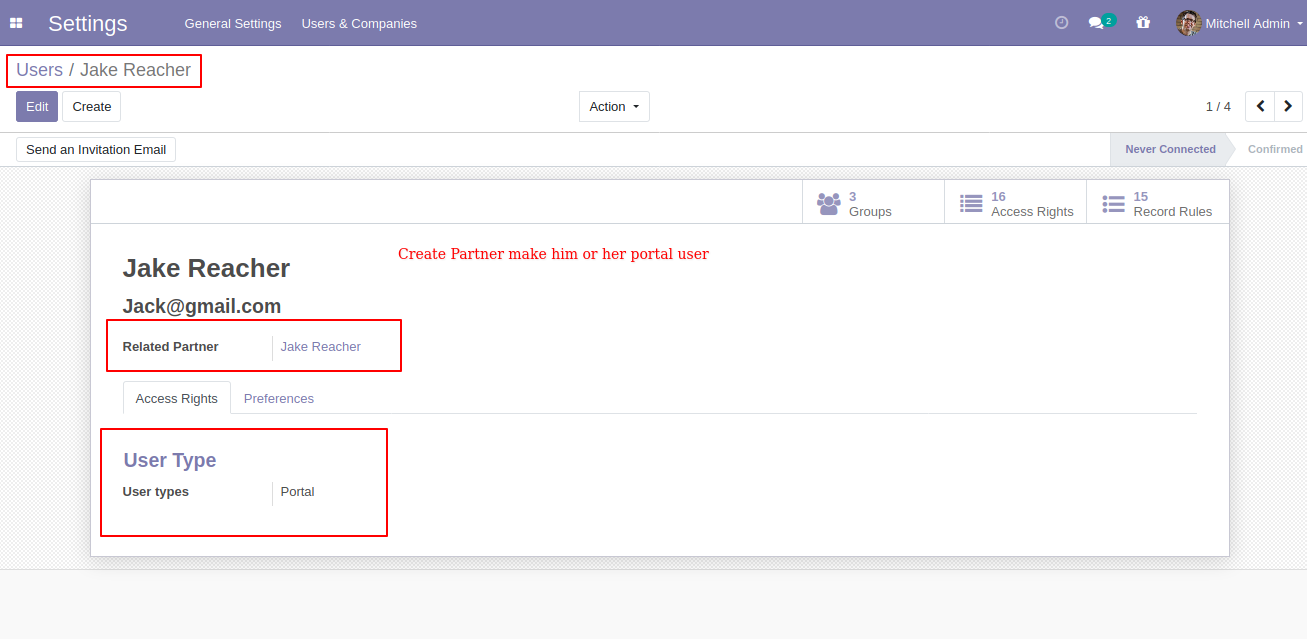 Settings General Settings Users & Companies 2 Mitchell Admin
Users / Jake Reacher
Edit Create Action 1 / 4
Send an Invitation Email Never Connected Confirmed
3 Groups 16 Access Rights 15 Record Rules
Create Partner make him or her portal user
Jake Reacher
Jack@gmail.com
Related Partner Jake Reacher
Access Rights Preferences
User Type
User types Portal